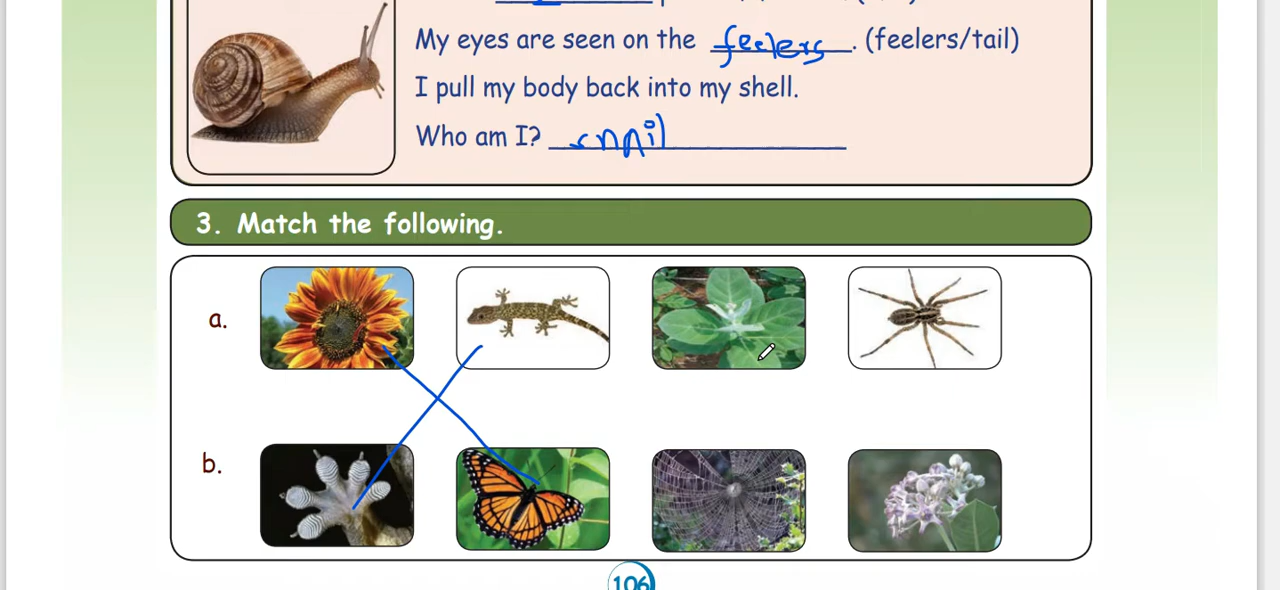 My eyes are seen on the feelers. (feelers/tail)
I pull my body back into my shell.
Who am I? snail
3. Match the following.
a.
b.
106